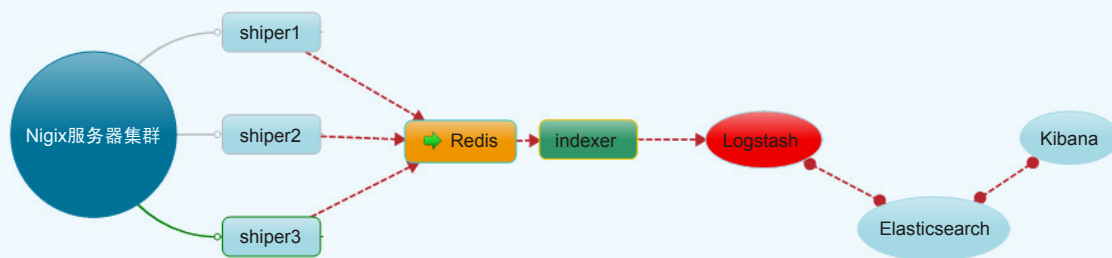 shiper1
Nigix服务器集群
shiper2
Redis
indexer
Logstash
Kibana
shiper3
Elasticsearch